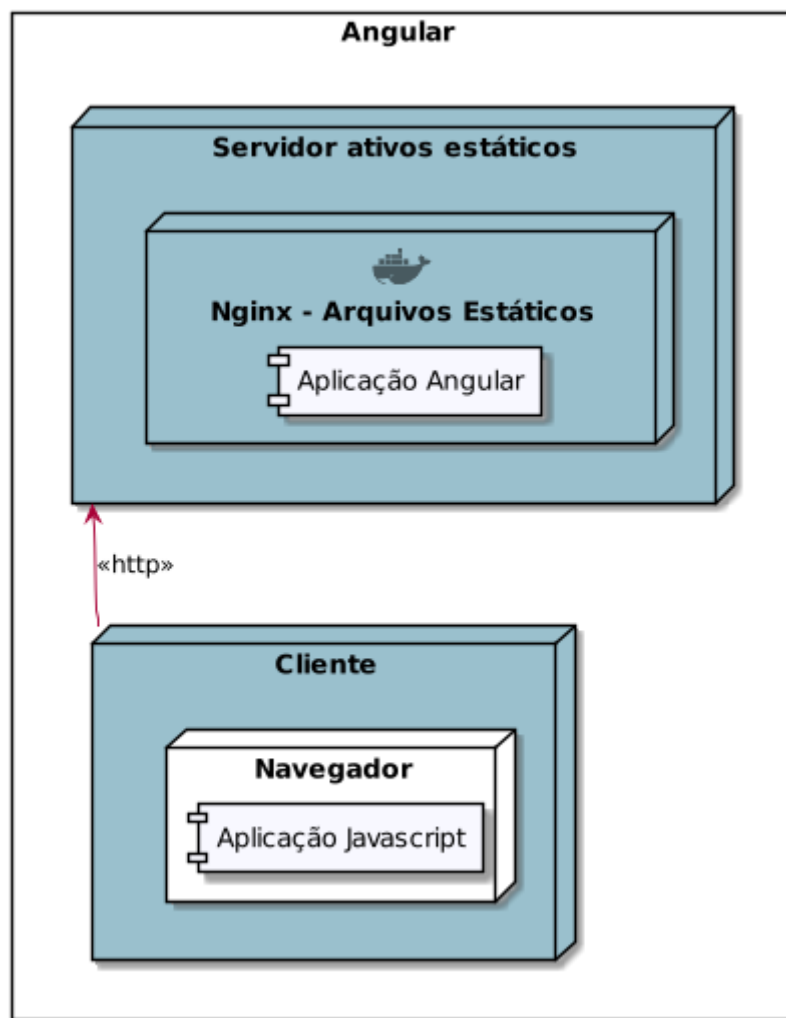 Angular
Servidor ativos estáticos
Nginx - Arquivos Estáticos
Aplicação Angular
«http»
Cliente
Navegador
Aplicação Javascript